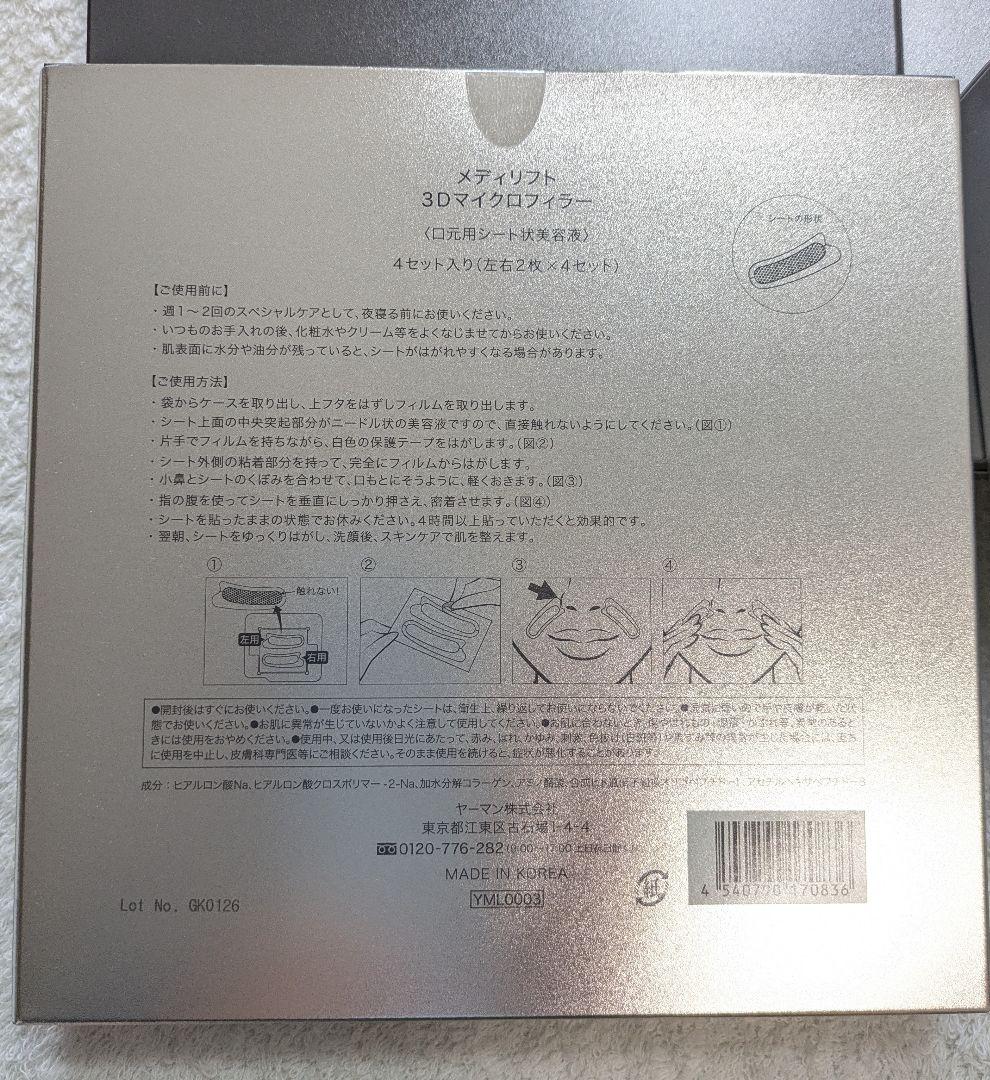 メディリフト
3Dマイクロフィラー
〈口元用シート状美容液〉
4セット入り(左右2枚×4セット)
シートの形状
【ご使用前に】
・週1〜2回のスペシャルケアとして、夜寝る前にお使いください。
・いつものお手入れの後、化粧水やクリーム等をよくなじませてからお使いください。
・肌表面に水分や油分が残っていると、シートがはがれやすくなる場合があります。
【ご使用方法】
・袋からケースを取り出し、上フタをはずしフィルムを取り出します。
・シート上面の中央突起部分がニードル状の美容液ですので、直接触れないようにしてください。(図①)
・片手でフィルムを持ちながら、白色の保護テープをはがします。(図②)
・シート外側の粘着部分を持って、完全にフィルムからはがします。
・小鼻とシートのくぼみを合わせて、口もとにそうように、軽くおきます。(図③)
・指の腹を使ってシートを垂直にしっかり押さえ、密着させます。(図④)
・シートを貼ったままの状態でお休みください。4時間以上貼っていただくと効果的です。
・翌朝、シートをゆっくりはがし、洗顔後、スキンケアで肌を整えます。
① ② ③ ④
触れない!
左用
右用
●開封後はすぐにお使いください。●一度お使いになったシートは、衛生上、繰り返してお使いにならないでください。
態でお使いください。●お肌に異常が生じていないかよく注意して使用してください。●お肌に合わないとき
きには使用をおやめください。●使用中、又は使用後日光にあたって、赤み、はれ、かゆみ、刺激、色抜け(白斑等)
に使用を中止し、皮膚科専門医等にご相談ください。そのまま使用を続けると、症状が悪化することがあります。
成分:ヒアルロン酸Na、ヒアルロン酸クロスポリマー-2-Na、加水分解コラーゲン、アミノ酪酸、
ヤーマン株式会社
東京都江東区古石場1-4-4
0120-776-282
MADE IN KOREA
YML0003
紙
4 540790 170836
Lot No. GK0126